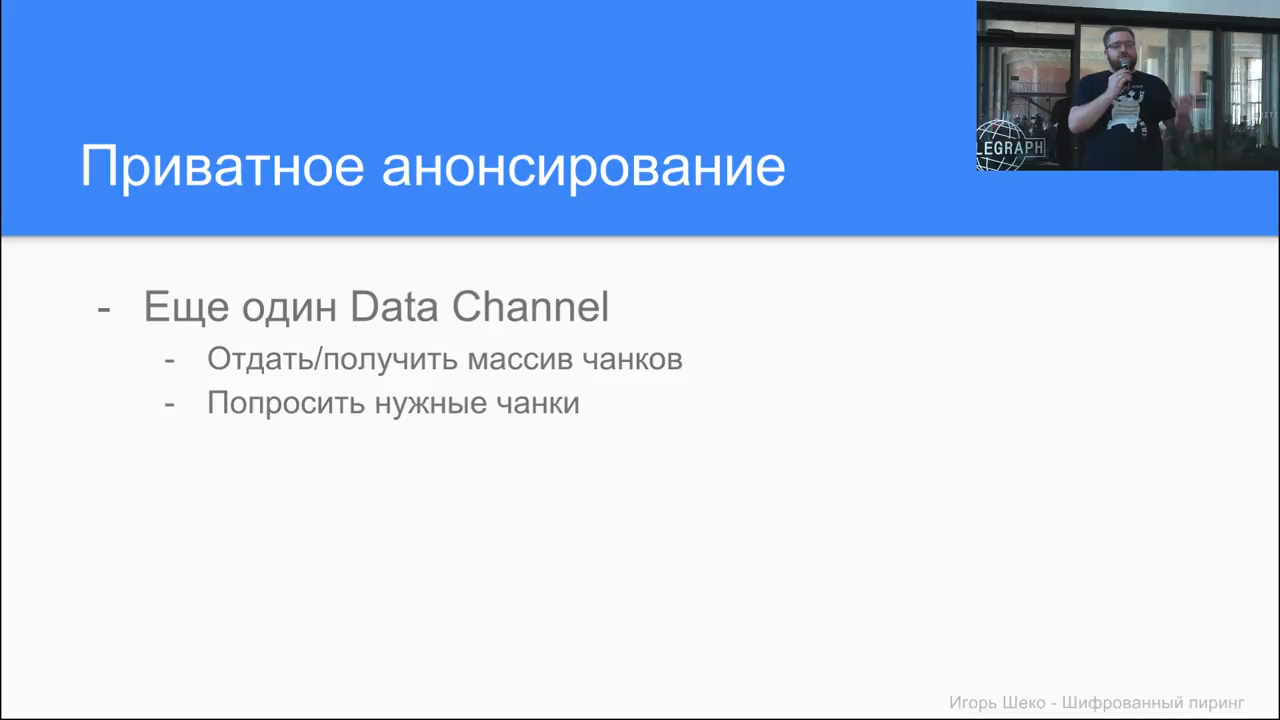 Приватное анонсирование
LEGRAPH
- Еще один Data Channel
- Отдать/получить массив чанков
- Попросить нужные чанки
Игорь Шеко - Шифрованный пиринг